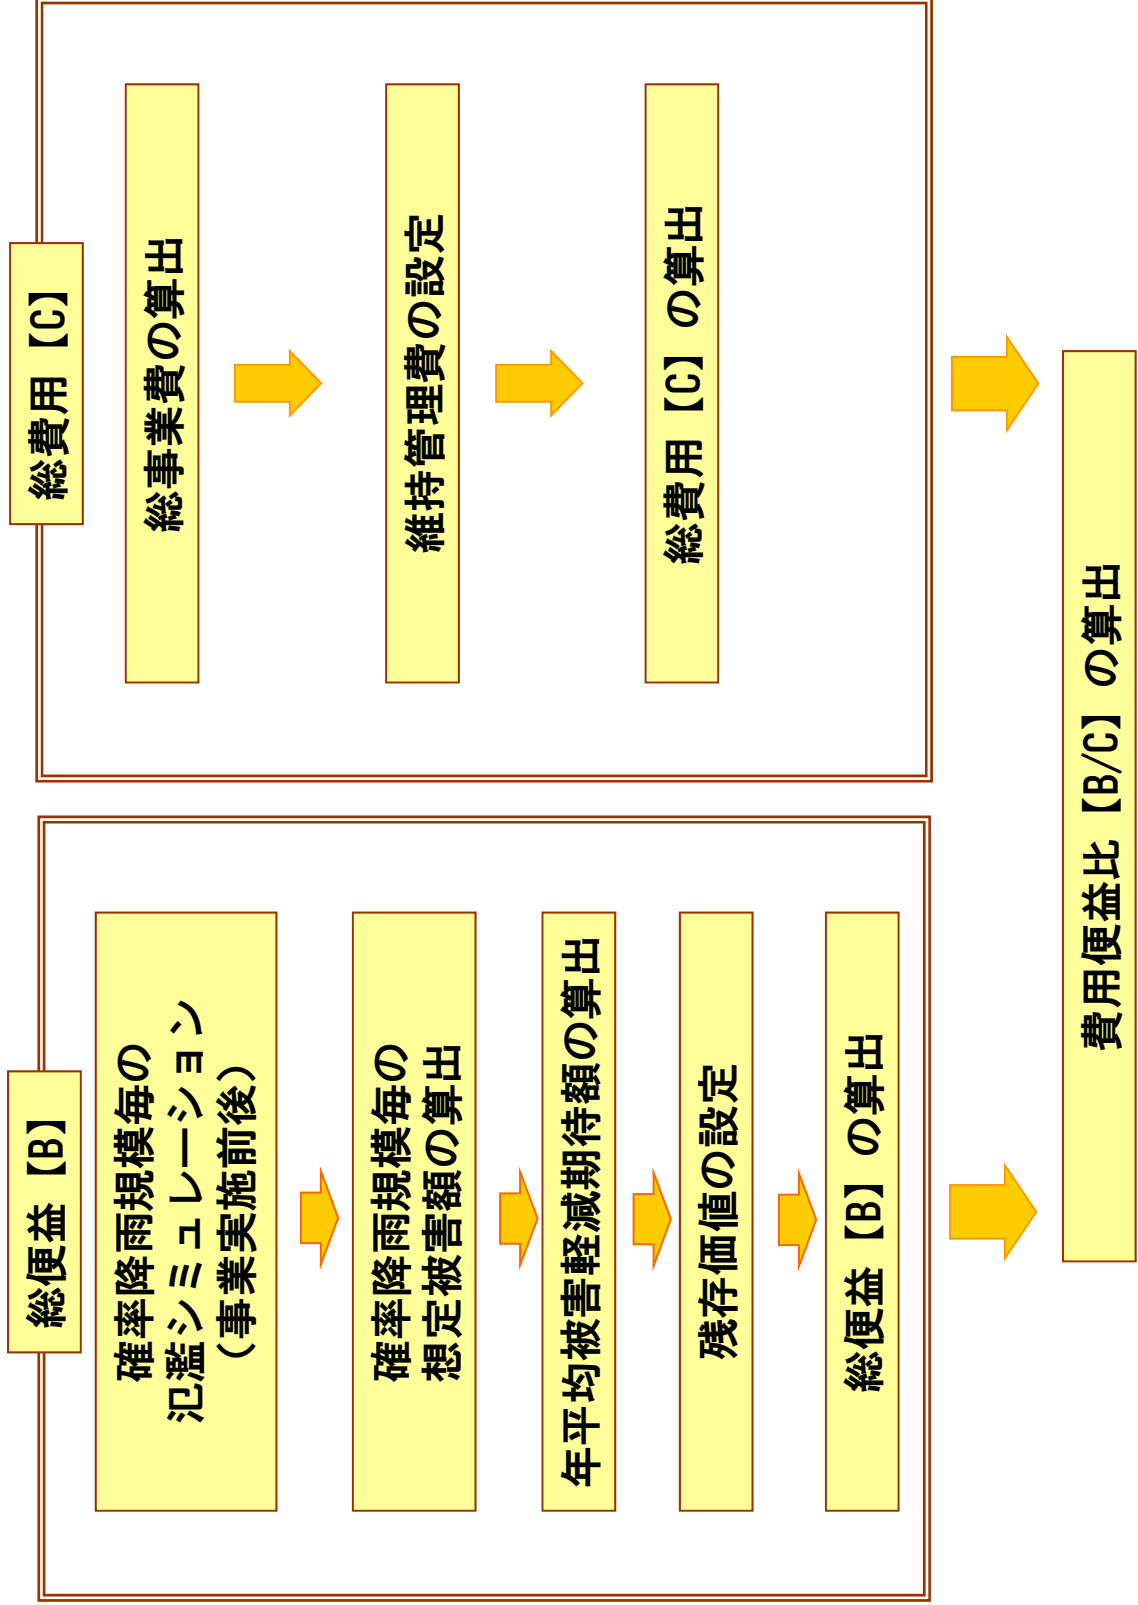 総便益【B】
確率降雨規模毎の
氾濫シミュレーション
（事業実施前後）
確率降雨規模毎の
想定被害額の算出
年平均被害軽減期待額の算出
残存価値の設定
総便益【B】の算出
総費用【C】
総事業費の算出
維持管理費の設定
総費用【C】の算出
費用便益比【B/C】の算出